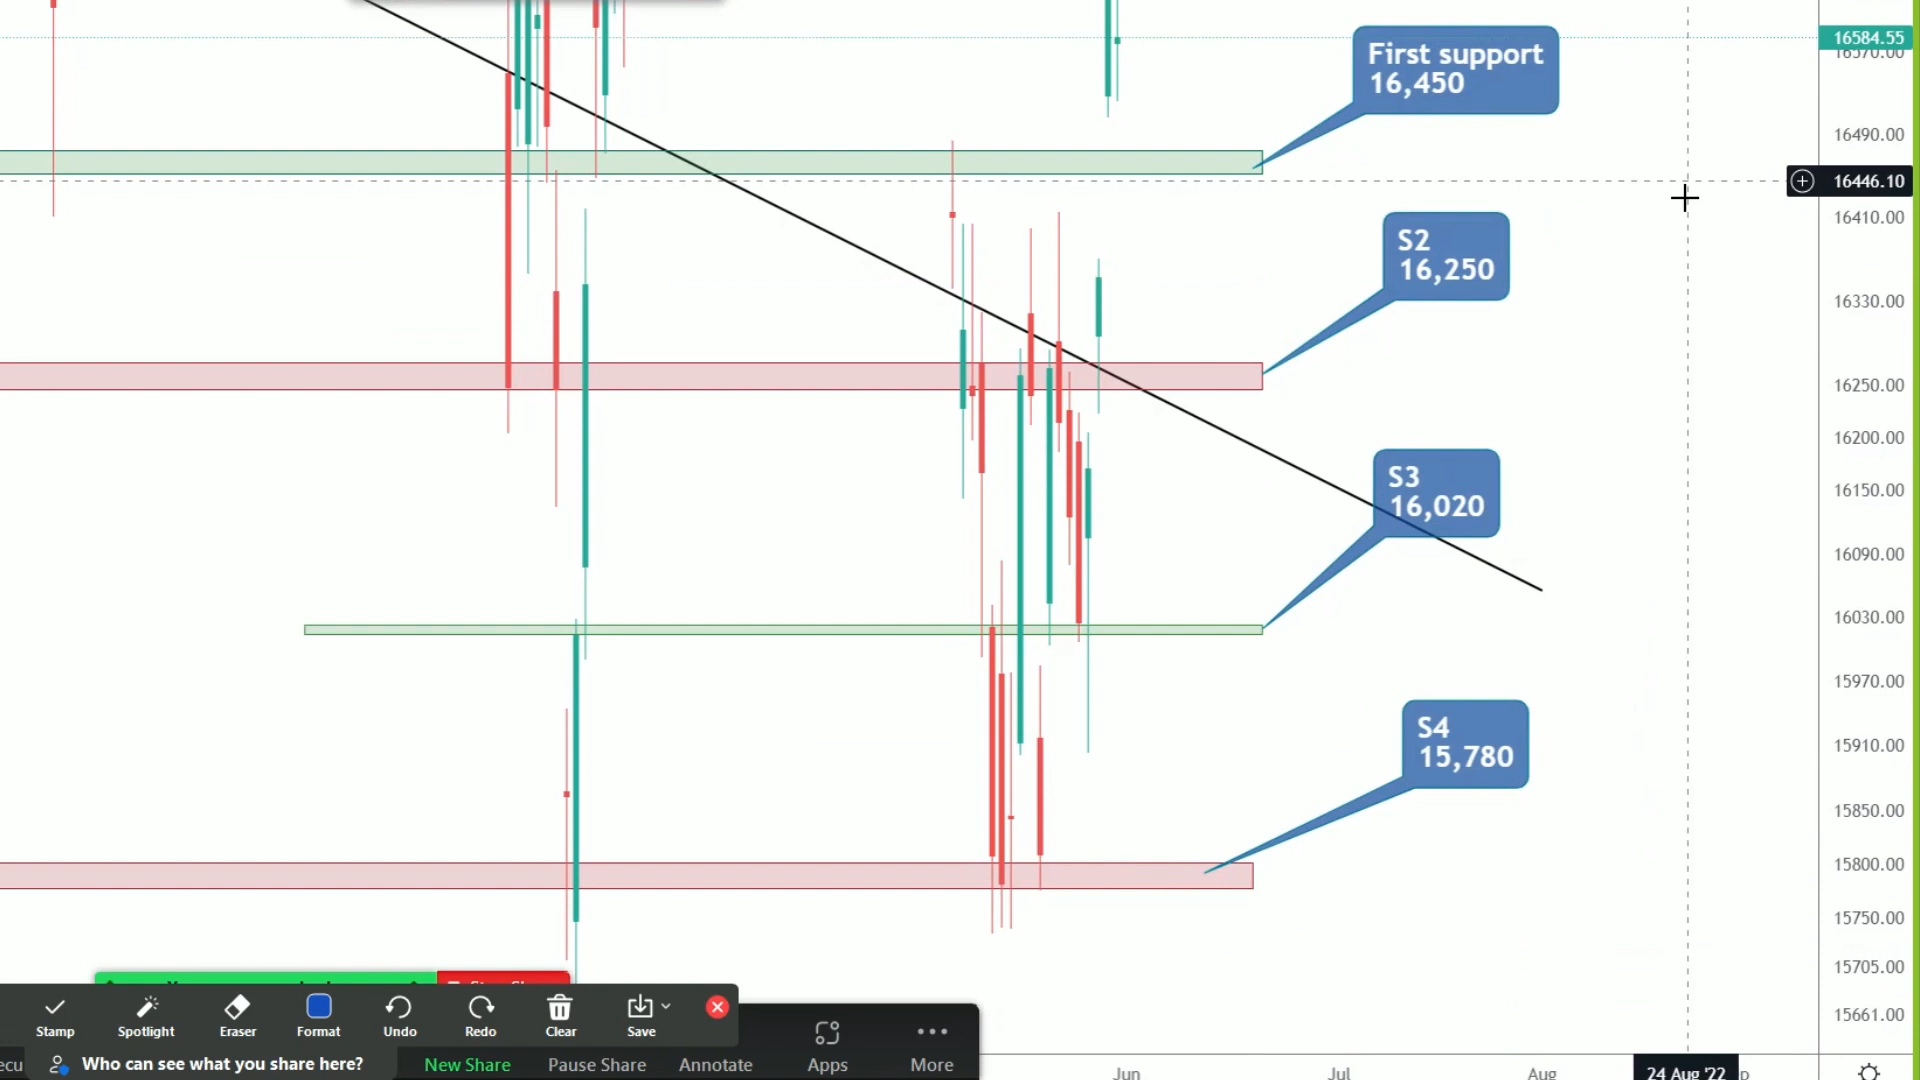 First support
16,450
S2
16,250
S3
16,020
S4
15,780
16584.55
16570.00
16490.00
16446.10
16410.00
16330.00
16250.00
16200.00
16150.00
16090.00
16030.00
15970.00
15910.00
15850.00
15800.00
15750.00
15705.00
15661.00
Jun
Jul
Aug
24 Aug '22
Stamp
Spotlight
Eraser
Format
Undo
Redo
Clear
Save
Who can see what you share here?
New Share
Pause Share
Annotate
Apps
More